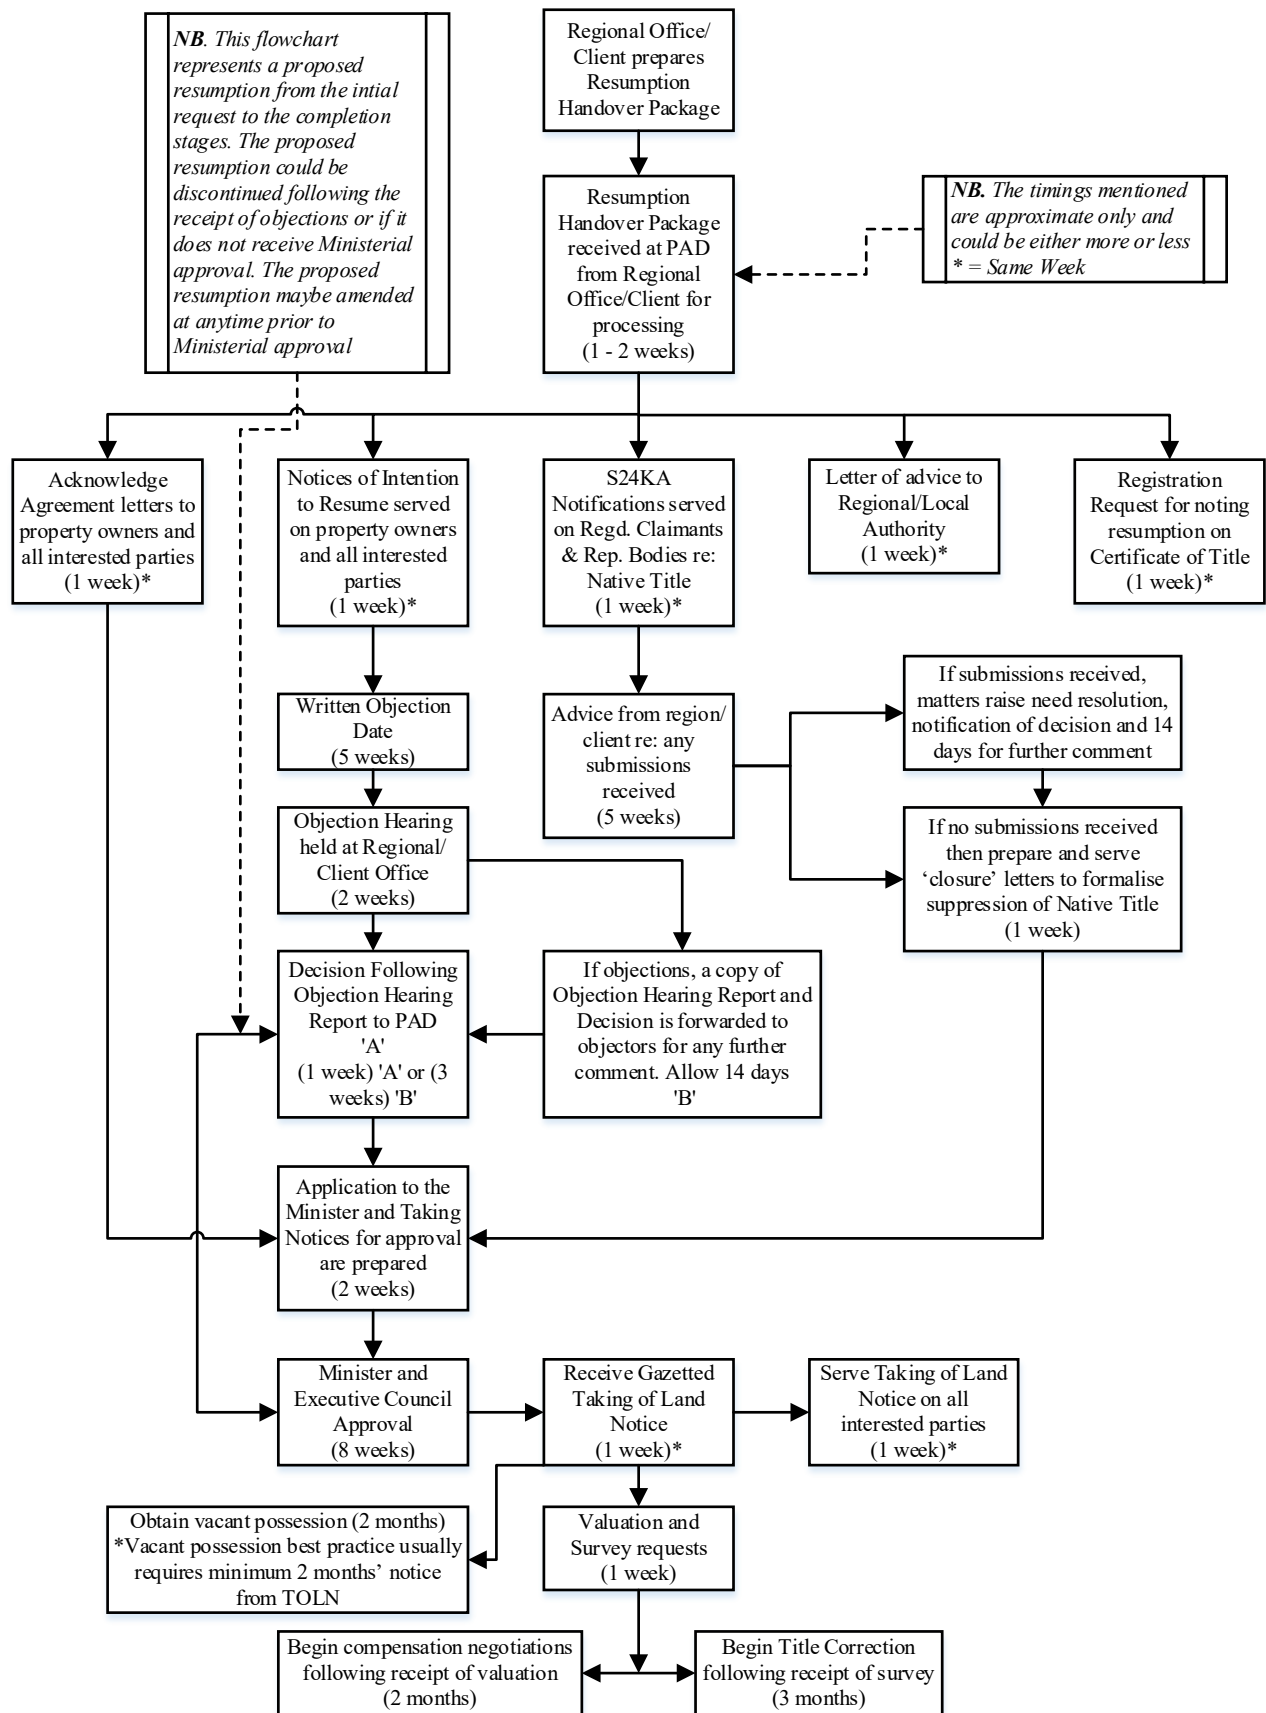 NB. This flowchart
represents a proposed
resumption from the intial
request to the completion
stages. The proposed
resumption could be
discontinued following the
receipt of objections or if it
does not receive Ministerial
approval. The proposed
resumption maybe amended
at anytime prior to
Ministerial approval
Regional Office/
Client prepares
Resumption
Handover Package
Resumption
Handover Package
received at PAD
from Regional
Office/Client for
processing
(1 - 2 weeks)
NB. The timings mentioned
are approximate only and
could be either more or less
* = Same Week
Acknowledge
Agreement letters to
property owners and
all interested parties
(1 week)*
Notices of Intention
to Resume served
on property owners
and all interested
parties
(1 week)*
S24KA
Notifications served
on Regd. Claimants
& Rep. Bodies re:
Native Title
(1 week)*
Letter of advice to
Regional/Local
Authority
(1 week)*
Registration
Request for noting
resumption on
Certificate of Title
(1 week)*
Written Objection
Date
(5 weeks)
Advice from region/
client re: any
submissions
received
(5 weeks)
If submissions received,
matters raise need resolution,
notification of decision and 14
days for further comment
Objection Hearing
held at Regional/
Client Office
(2 weeks)
If no submissions received
then prepare and serve
‘closure’ letters to formalise
suppression of Native Title
(1 week)
Decision Following
Objection Hearing
Report to PAD
'A'
(1 week) 'A' or (3
weeks) 'B'
If objections, a copy of
Objection Hearing Report and
Decision is forwarded to
objectors for any further
comment. Allow 14 days
'B'
Application to the
Minister and Taking
Notices for approval
are prepared
(2 weeks)
Minister and
Executive Council
Approval
(8 weeks)
Receive Gazetted
Taking of Land
Notice
(1 week)*
Serve Taking of Land
Notice on all
interested parties
(1 week)*
Obtain vacant possession (2 months)
*Vacant possession best practice usually
requires minimum 2 months’ notice
from TOLN
Valuation and
Survey requests
(1 week)
Begin compensation negotiations
following receipt of valuation
(2 months)
Begin Title Correction
following receipt of survey
(3 months)